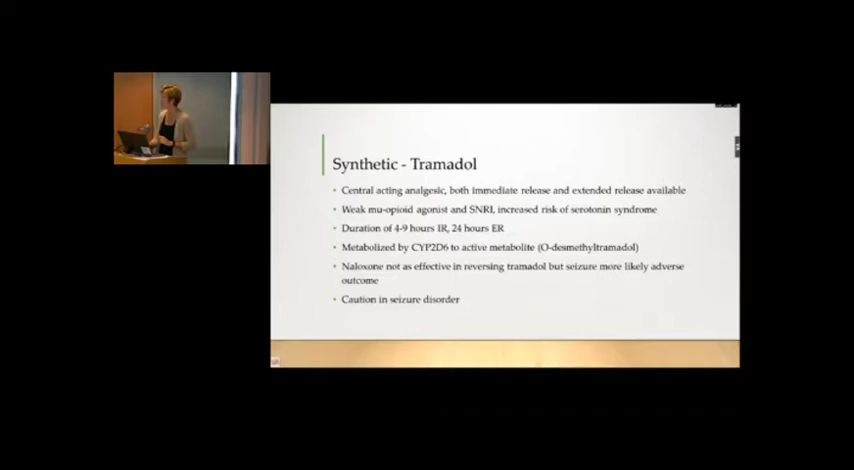 Synthetic - Tramadol
• Central acting analgesic, both immediate release and extended release available
• Weak mu-opioid agonist and SNRI, increased risk of serotonin syndrome
• Duration of 4-9 hours IR, 24 hours ER
• Metabolized by CYP2D6 to active metabolite (O-desmethyltramadol)
• Naloxone not as effective in reversing tramadol but seizure more likely adverse
outcome
• Caution in seizure disorder